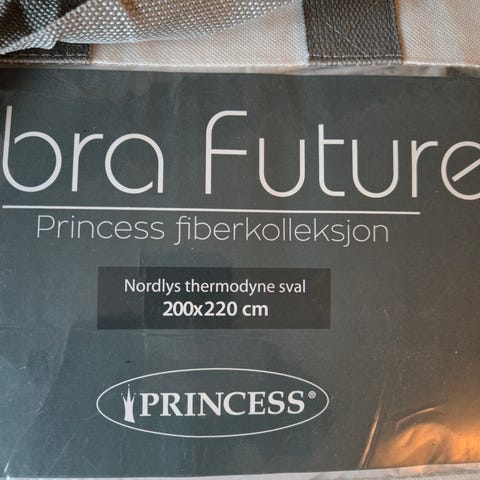 bra Future
Princess fiberkolleksjon
Nordlys thermodyne sval
200x220 cm
PRINCESS®